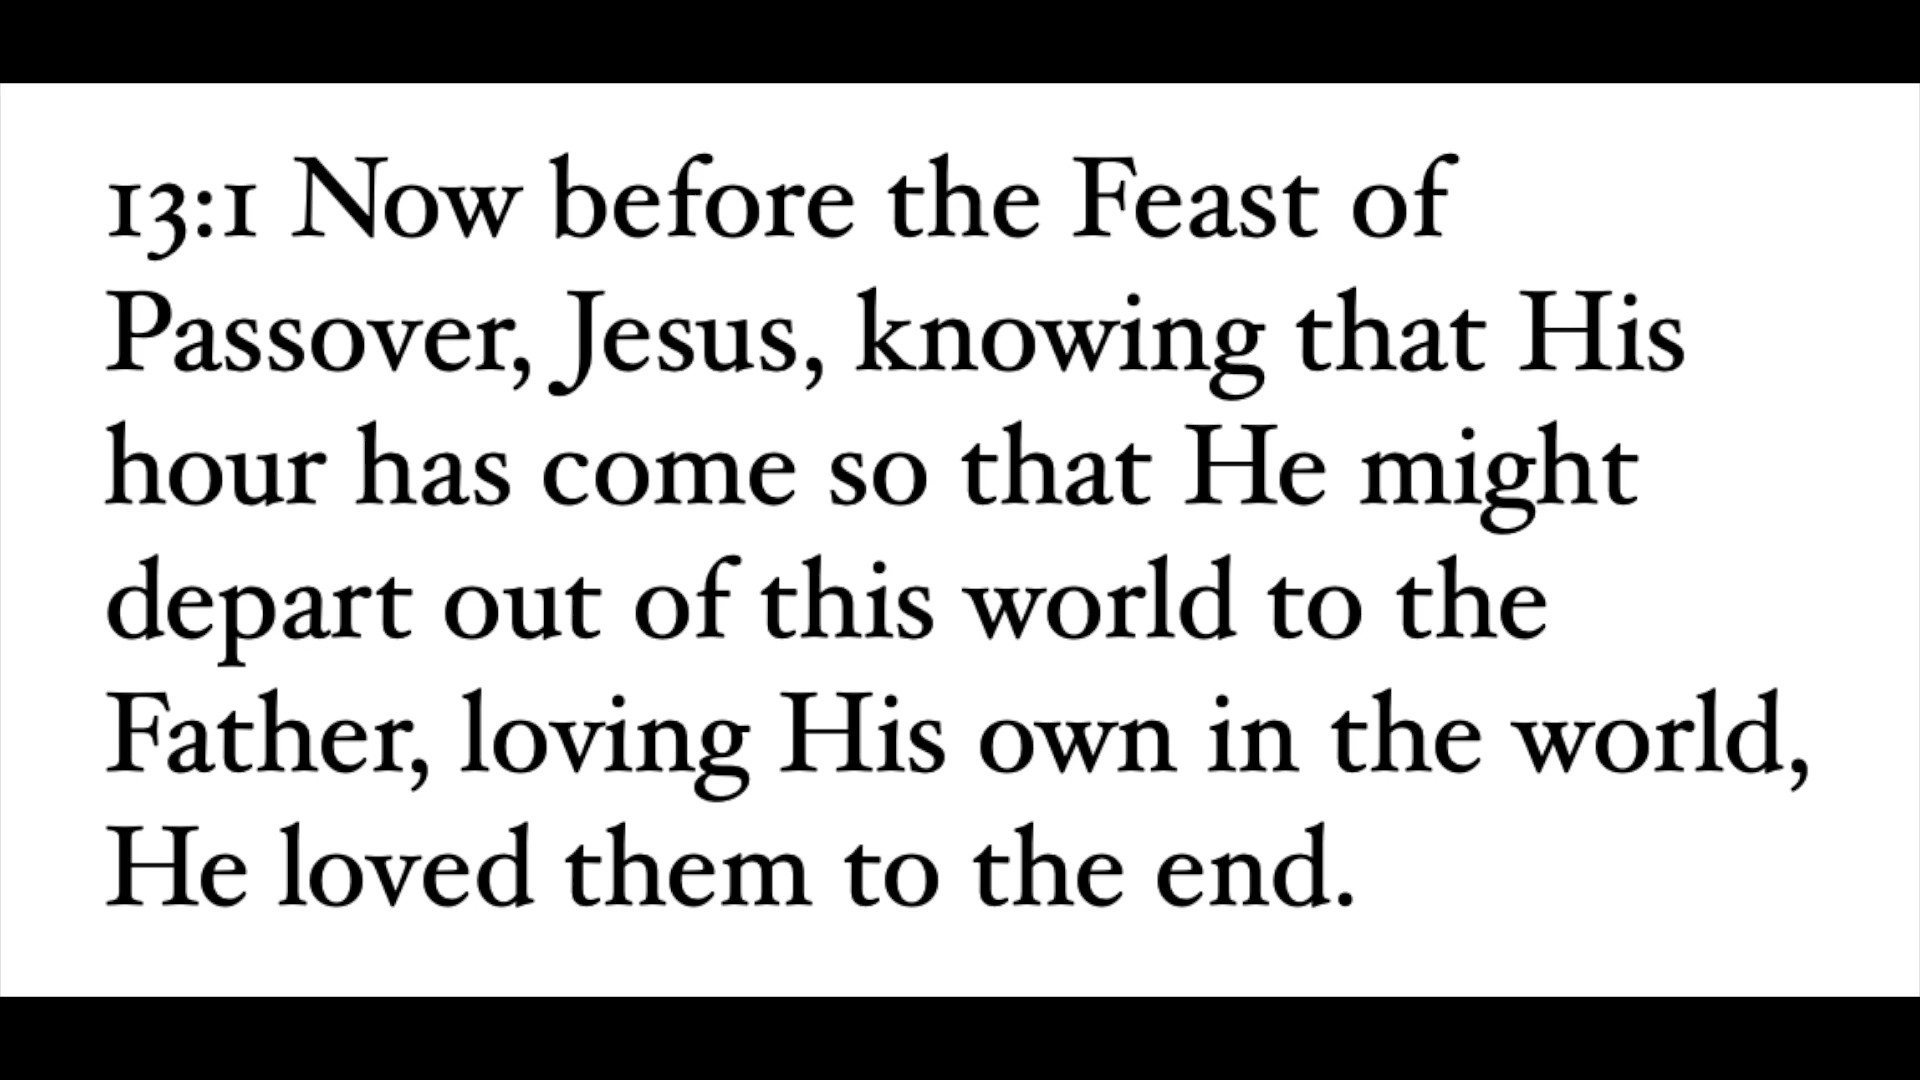 13:1 Now before the Feast of
Passover, Jesus, knowing that His
hour has come so that He might
depart out of this world to the
Father, loving His own in the world,
He loved them to the end.